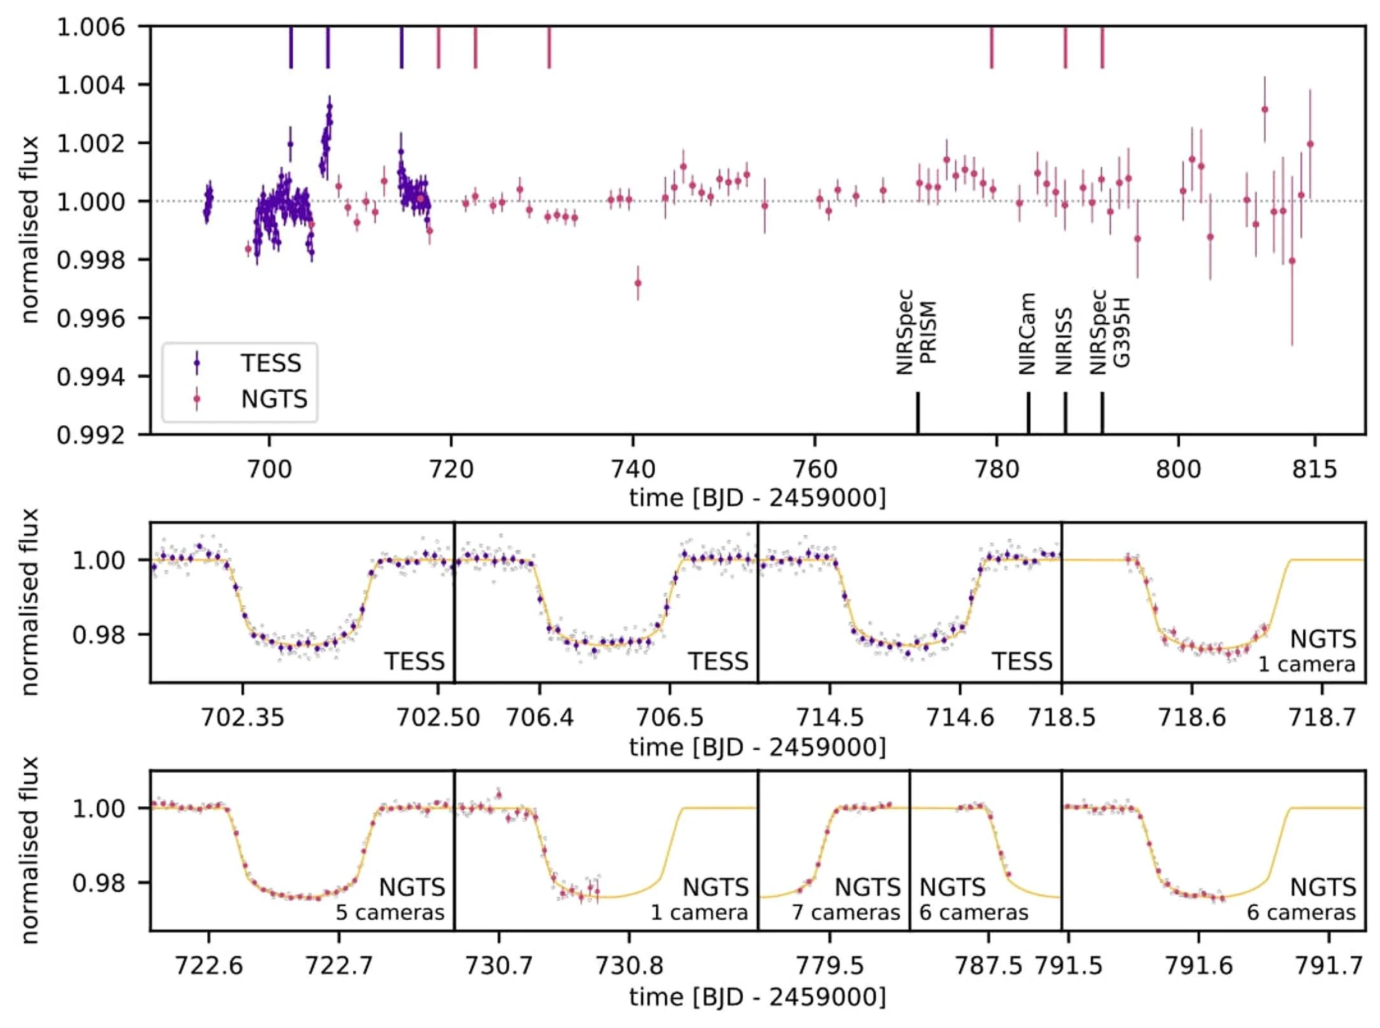 1.006
1.004
1.002
1.000
0.998
0.996
0.994
0.992
normalised flux
TESS
NGTS
NIRSpec
PRISM
NIRCam
NIRISS
NIRSpec
G395H
700 720 740 760 780 800 815
time [BJD - 2459000]
normalised flux
1.00
0.98
TESS
TESS
TESS
NGTS
1 camera
702.35 702.50 706.4 706.5 714.5 714.6 718.5 718.6 718.7
time [BJD - 2459000]
normalised flux
1.00
0.98
NGTS
5 cameras
NGTS
1 camera
NGTS
7 cameras
NGTS
6 cameras
NGTS
6 cameras
722.6 722.7 730.7 730.8 779.5 787.5 791.5 791.6 791.7
time [BJD - 2459000]